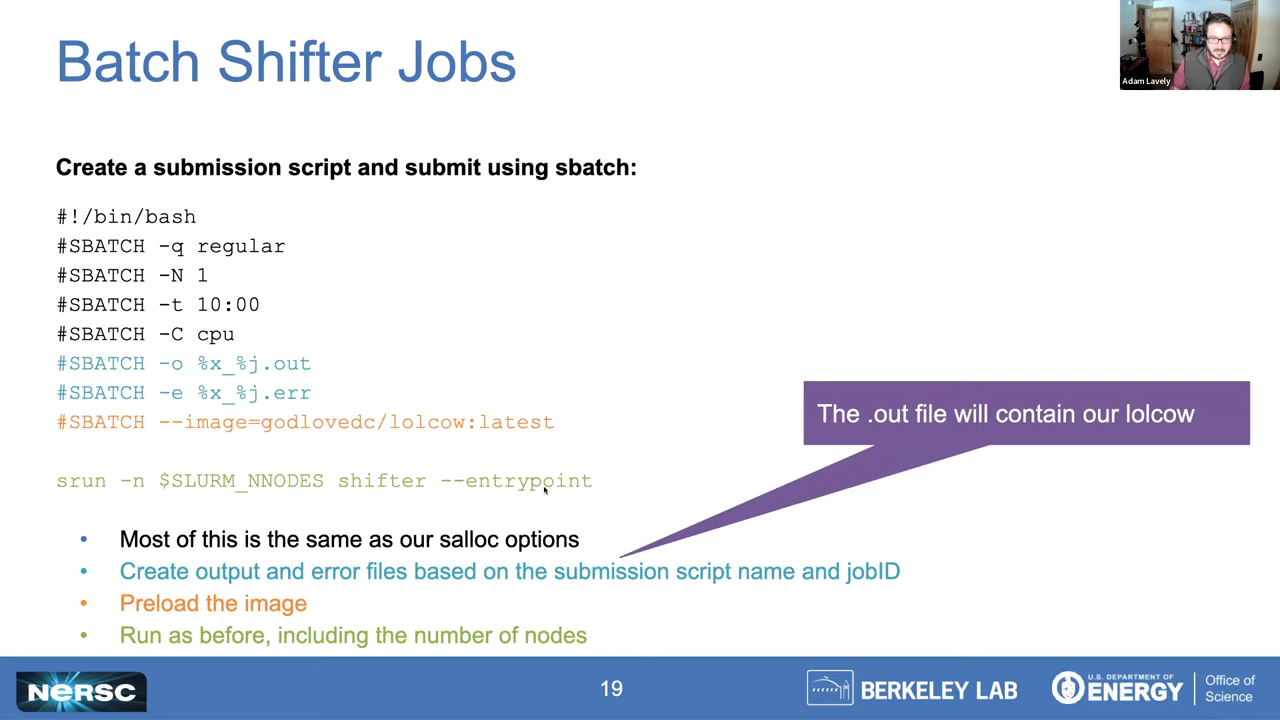 Batch Shifter Jobs
Adam Lavely
Create a submission script and submit using sbatch:
#!/bin/bash
#SBATCH -q regular
#SBATCH -N 1
#SBATCH -t 10:00
#SBATCH -C cpu
#SBATCH -o %x_%j.out
#SBATCH -e %x_%j.err
#SBATCH --image=godlovedc/lolcow:latest
The .out file will contain our lolcow
srun -n $SLURM_NNODES shifter --entrypoint
• Most of this is the same as our salloc options
• Create output and error files based on the submission script name and jobID
• Preload the image
• Run as before, including the number of nodes
NERSC
19
BERKELEY LAB
U.S. DEPARTMENT OF
ENERGY
Office of
Science